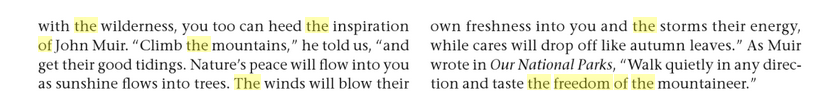 with the wilderness, you too can heed the inspiration
of John Muir. “Climb the mountains,” he told us, “and
get their good tidings. Nature’s peace will flow into you
as sunshine flows into trees. The winds will blow their
own freshness into you and the storms their energy,
while cares will drop off like autumn leaves.” As Muir
wrote in Our National Parks, “Walk quietly in any direc-
tion and taste the freedom of the mountaineer.”